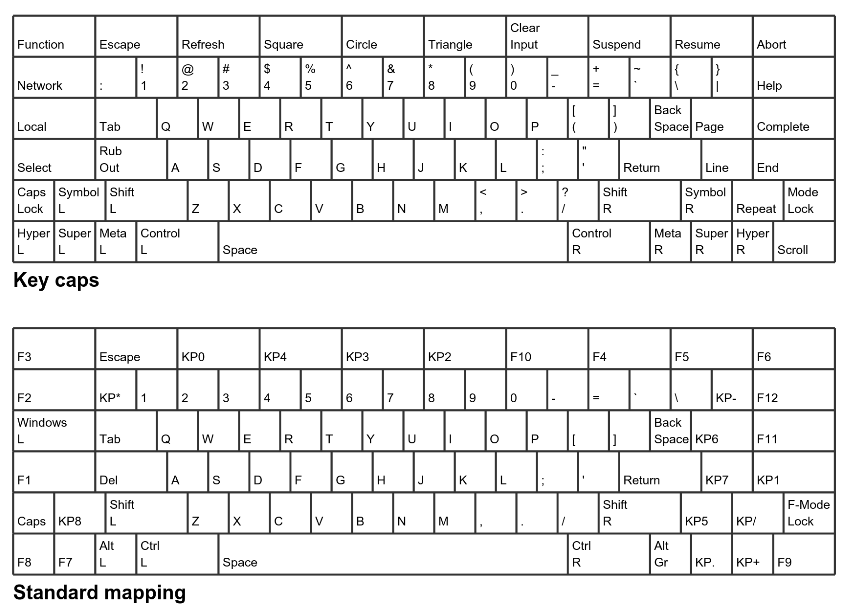 Function Escape Refresh Square Circle Triangle Clear Input Suspend Resume Abort
Network : ! 1 @ 2 # 3 $ 4 % 5 ^ 6 & 7 * 8 ( 9 ) 0 _ - + = ~ ` { \ } | Help
Local Tab Q W E R T Y U I O P [ ( ] ) Back Space Page Complete
Select Rub Out A S D F G H J K L : ; " ' Return Line End
Caps Lock Symbol L Shift L Z X C V B N M < , > . ? / Shift R Symbol R Repeat Mode Lock
Hyper L Super L Meta L Control L Space Control R Meta R Super R Hyper R Scroll
Key caps
F3 Escape KP0 KP4 KP3 KP2 F10 F4 F5 F6
F2 KP* 1 2 3 4 5 6 7 8 9 0 - = ` \ KP- F12
Windows L Tab Q W E R T Y U I O P [ ] Back Space KP6 F11
F1 Del A S D F G H J K L ; ' Return KP7 KP1
Caps KP8 Shift L Z X C V B N M , . / Shift R KP5 KP/ F-Mode Lock
F8 F7 Alt L Ctrl L Space Ctrl R Alt Gr KP. KP+ F9
Standard mapping